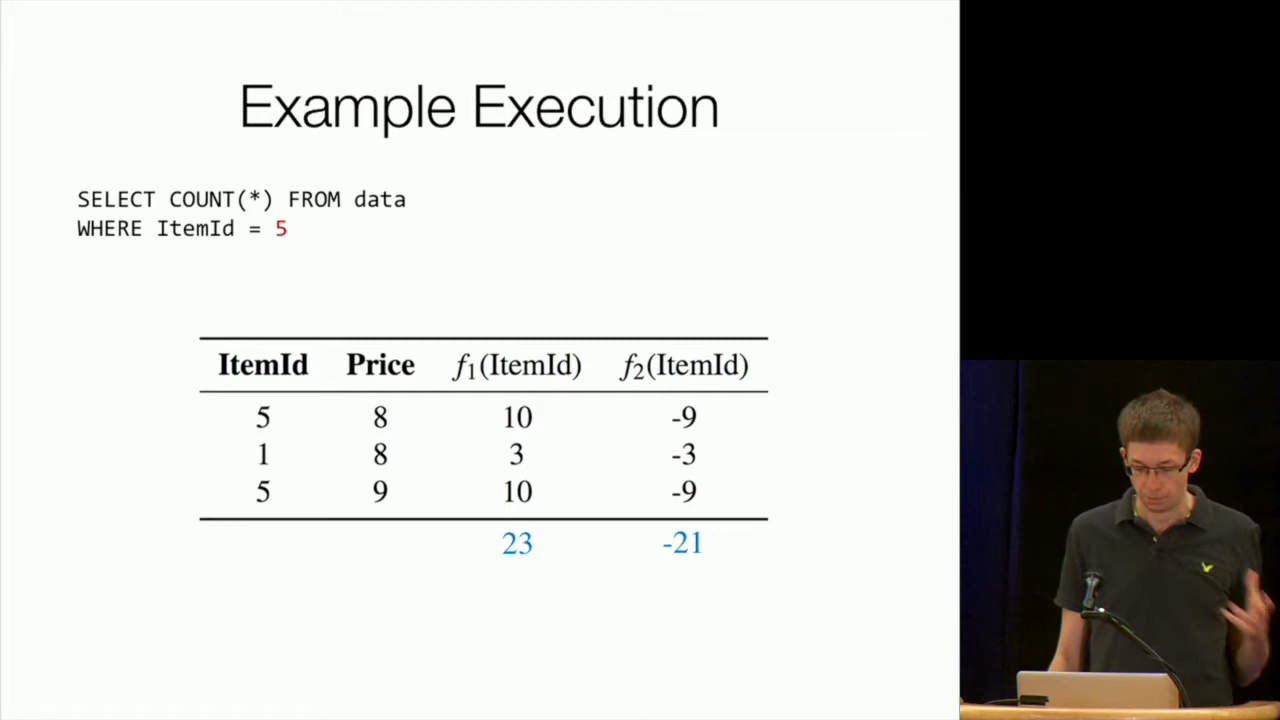 Example Execution
SELECT COUNT(*) FROM data
WHERE ItemId = 5
ItemId Price f₁(ItemId) f₂(ItemId)
5 8 10 -9
1 8 3 -3
5 9 10 -9
23 -21